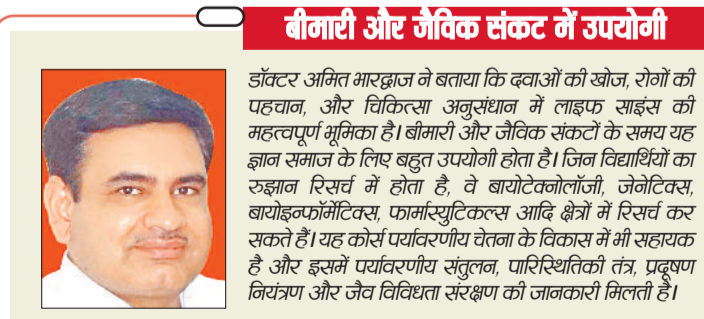 बीमारी और जैविक संकट में उपयोगी
डॉक्टर अमित भारद्वाज ने बताया कि दवाओं की खोज, रोगों की
पहचान, और चिकित्सा अनुसंधान में लाइफ साइंस की
महत्वपूर्ण भूमिका है। बीमारी और जैविक संकटों के समय यह
ज्ञान समाज के लिए बहुत उपयोगी होता है। जिन विद्यार्थियों का
रुझान रिसर्च में होता है, वे बायोटेक्नोलॉजी, जेनेटिक्स,
बायोइन्फॉर्मेटिक्स, फार्मास्युटिकल्स आदि क्षेत्रों में रिसर्च कर
सकते हैं। यह कोर्स पर्यावरणीय चेतना के विकास में भी सहायक
है और इसमें पर्यावरणीय संतुलन, पारिस्थितिकी तंत्र, प्रदूषण
नियंत्रण और जैव विविधता संरक्षण की जानकारी मिलती है।